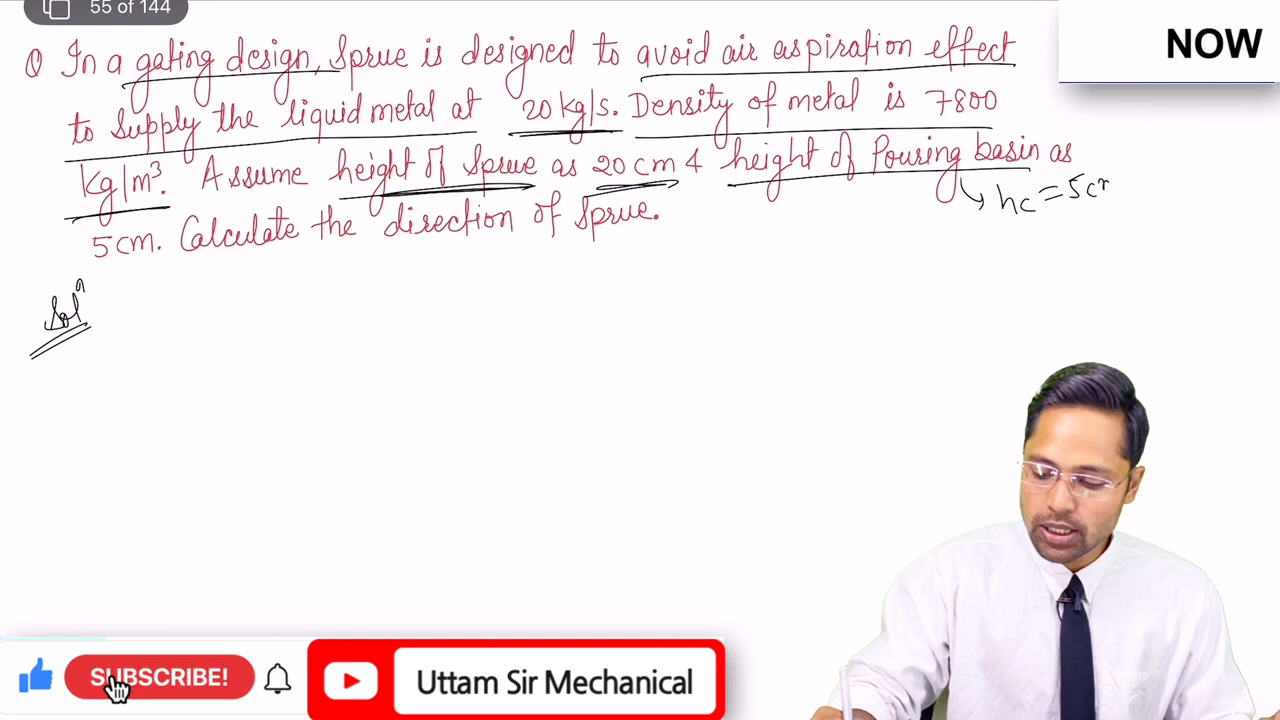 55 of 144
NOW
Q In a gating design, Sprue is designed to avoid air aspiration effect
to supply the liquid metal at 20 kg/s. Density of metal is 7800
kg/m³. Assume height of Sprue as 20 cm & height of Pouring basin as
hc = 5cm
5cm. Calculate the direction of Sprue.
Solⁿ
SUBSCRIBE!
Uttam Sir Mechanical